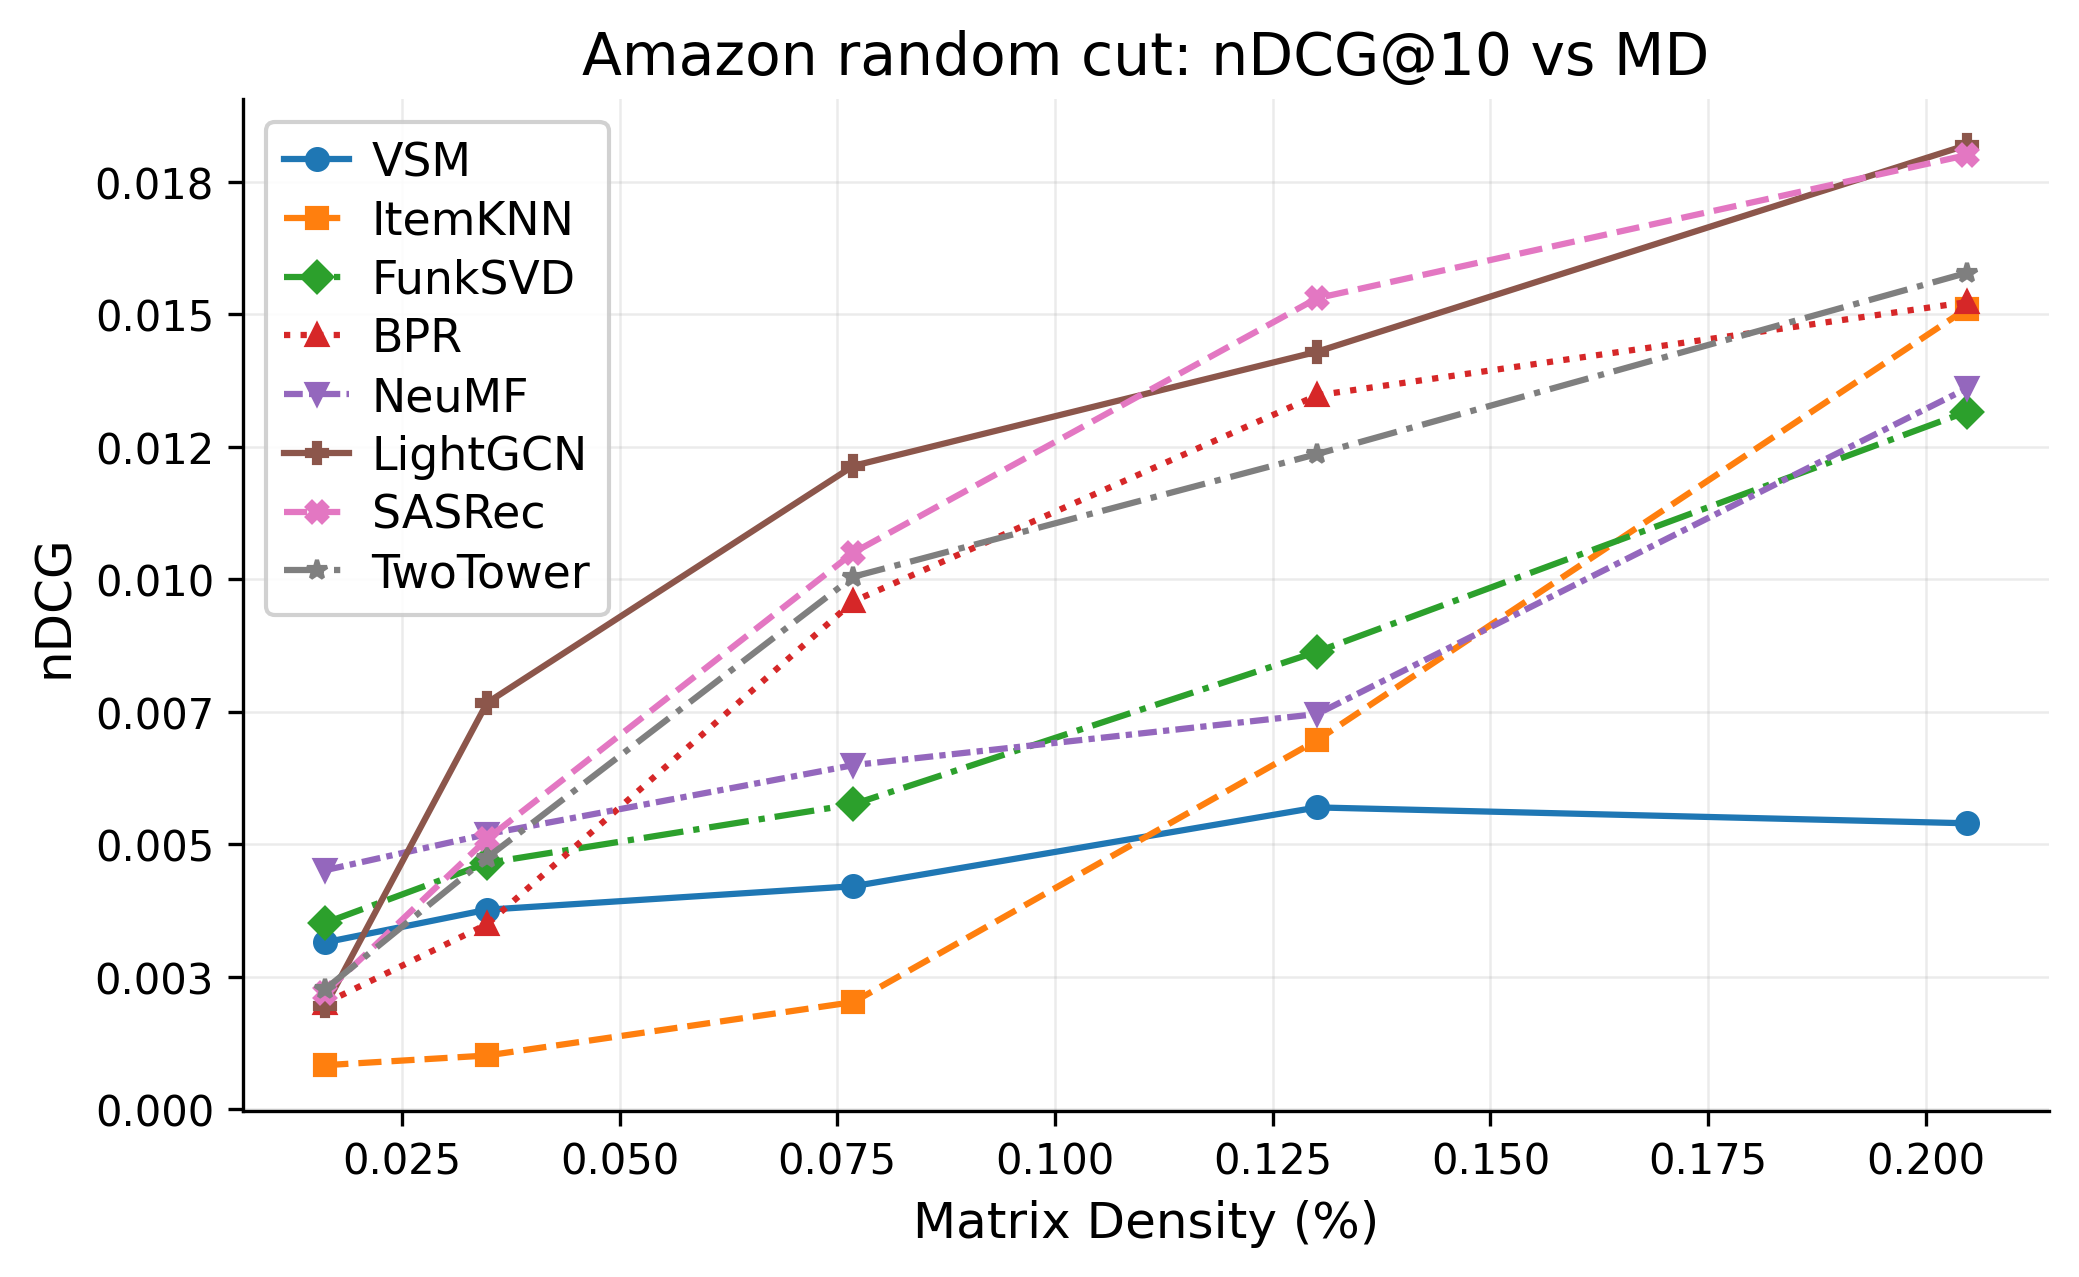 Amazon random cut: nDCG@10 vs MD
VSM
ItemKNN
FunkSVD
BPR
NeuMF
LightGCN
SASRec
TwoTower
nDCG
0.018
0.015
0.012
0.010
0.007
0.005
0.003
0.000
0.025 0.050 0.075 0.100 0.125 0.150 0.175 0.200
Matrix Density (%)